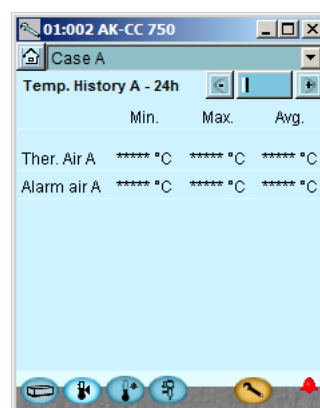 01:002 AK-CC 750
Case A
Temp. History A - 24h
Min. Max. Avg.
Ther. Air A ***** °C ***** °C ***** °C
Alarm air A ***** °C ***** °C ***** °C